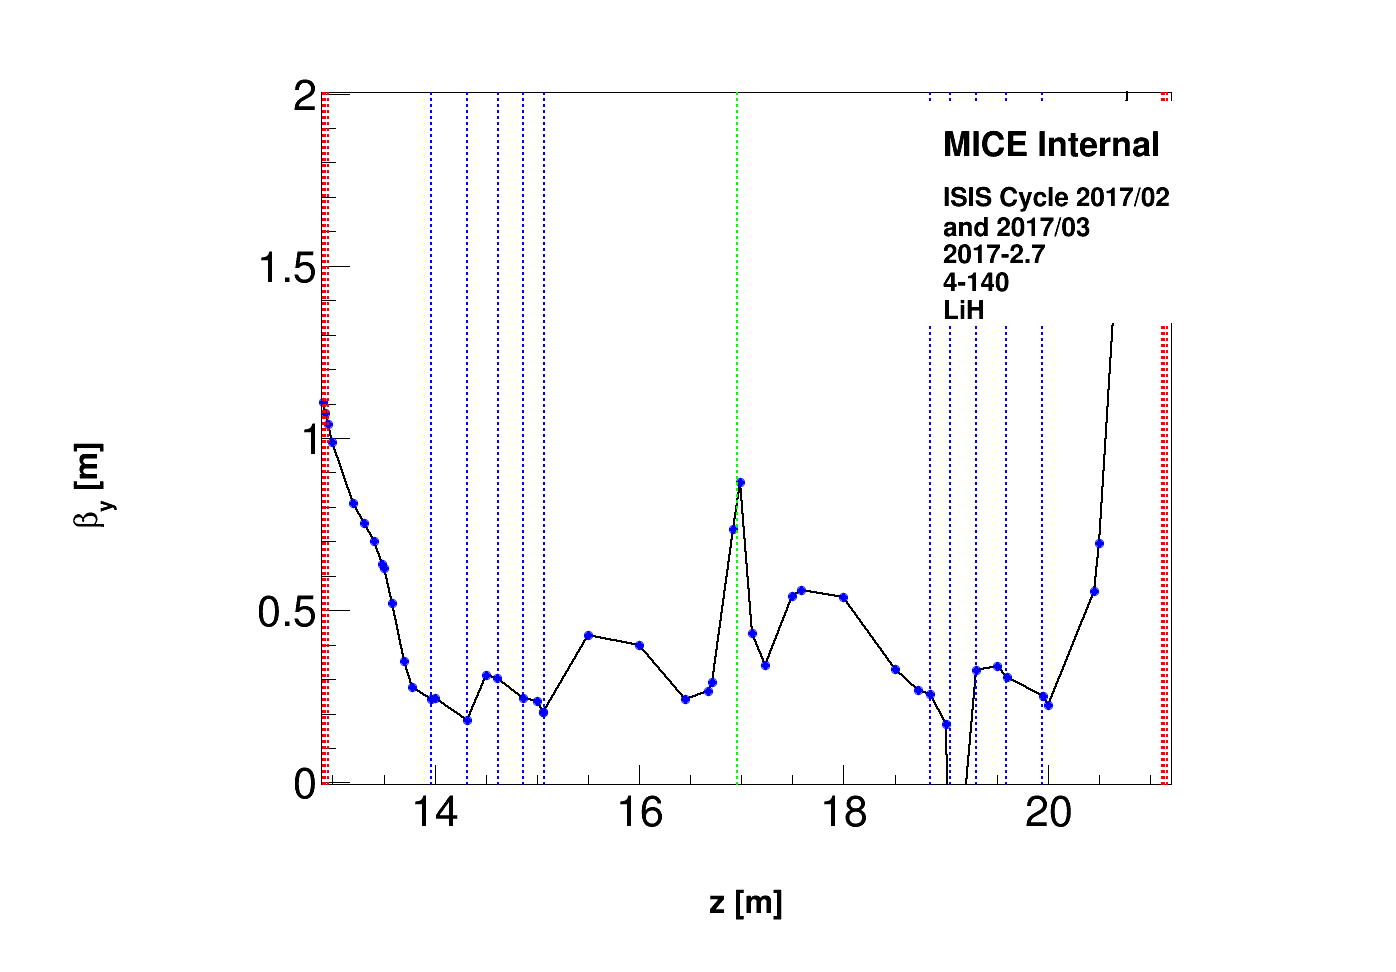 2
1.5
1
0.5
0
14 16 18 20
β_y [m]
z [m]
MICE Internal
ISIS Cycle 2017/02
and 2017/03
2017-2.7
4-140
LiH